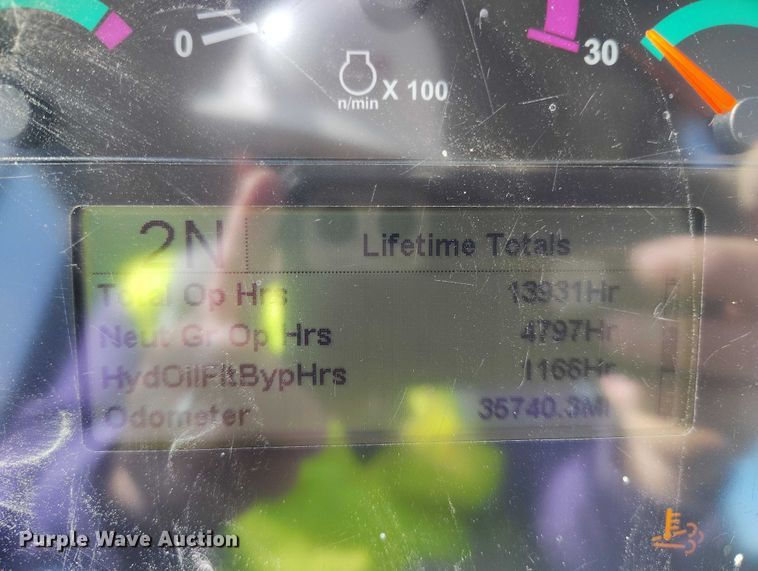 0
n/min X 100
30
2N
Lifetime Totals
Total Op Hrs 13931Hr
Neut Gr Op Hrs 4797Hr
HydOilFltBypHrs 1166Hr
Odometer 35740.3Mi
Purple Wave Auction